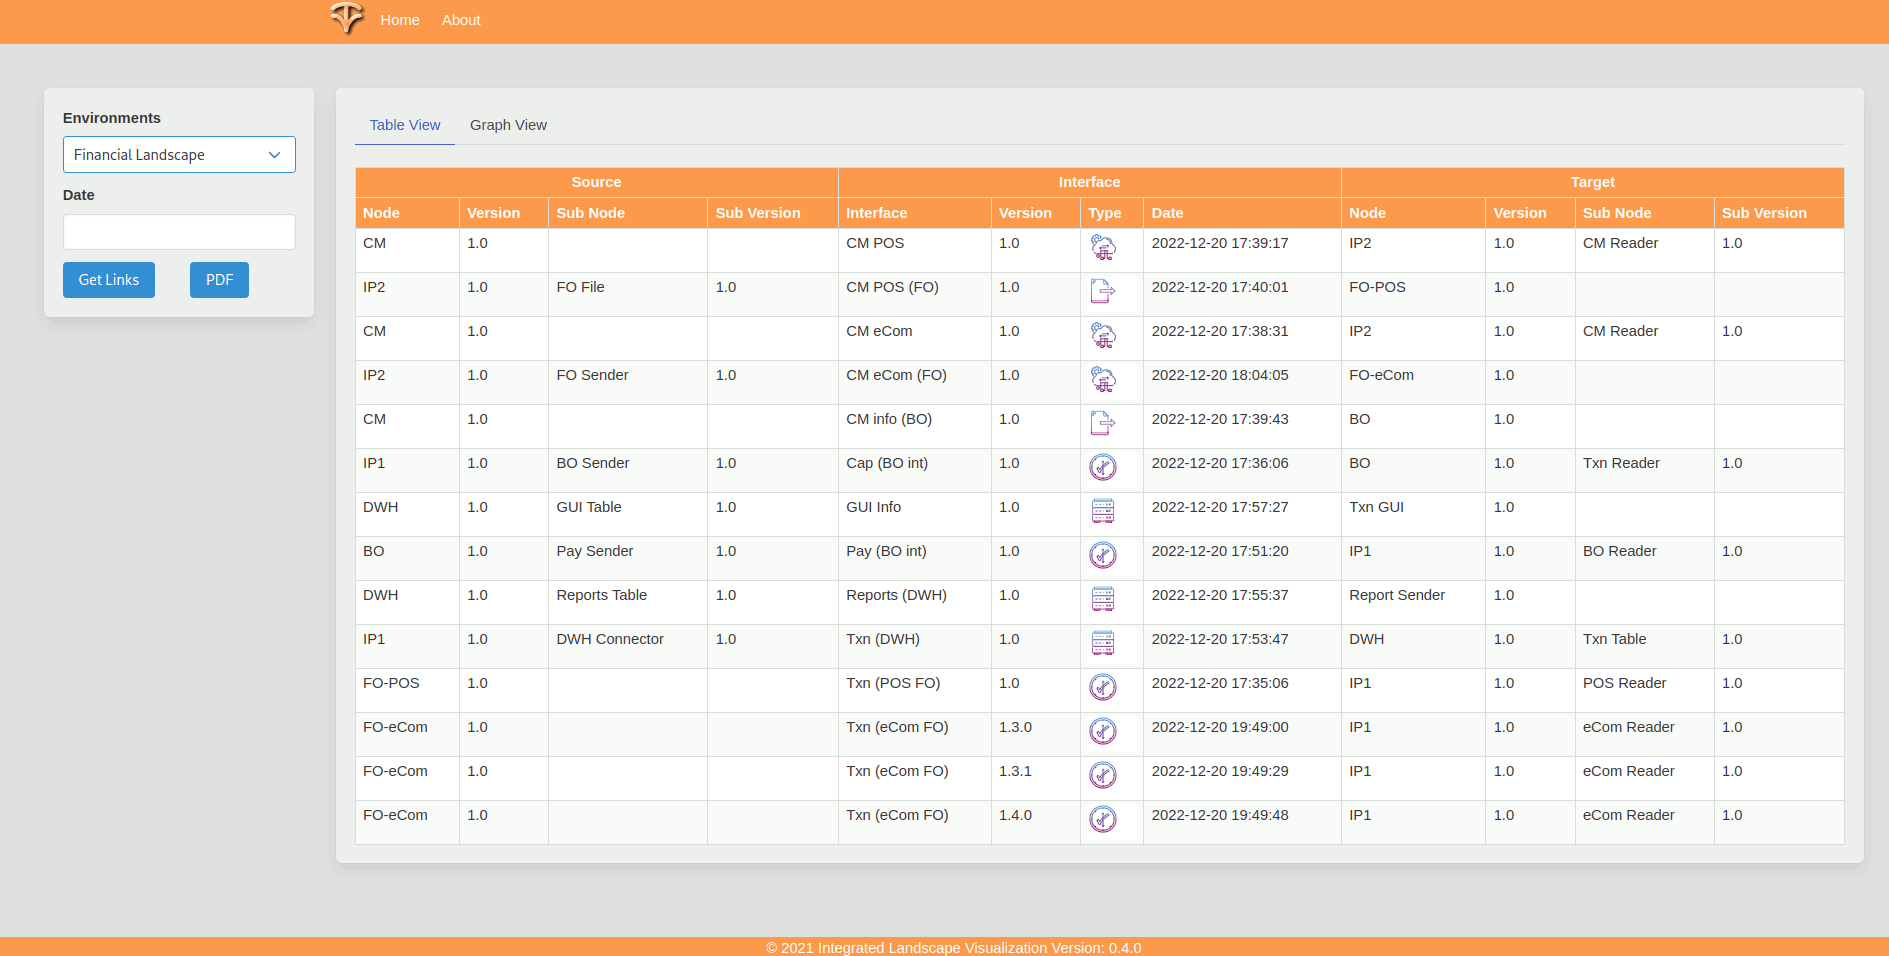 Home About
Environments
Financial Landscape
Date
Get Links PDF
Table View Graph View
Source Interface Target
Node Version Sub Node Sub Version Interface Version Type Date Node Version Sub Node Sub Version
CM 1.0 CM POS 1.0 2022-12-20 17:39:17 IP2 1.0 CM Reader 1.0
IP2 1.0 FO File 1.0 CM POS (FO) 1.0 2022-12-20 17:40:01 FO-POS 1.0
CM 1.0 CM eCom 1.0 2022-12-20 17:38:31 IP2 1.0 CM Reader 1.0
IP2 1.0 FO Sender 1.0 CM eCom (FO) 1.0 2022-12-20 18:04:05 FO-eCom 1.0
CM 1.0 CM info (BO) 1.0 2022-12-20 17:39:43 BO 1.0
IP1 1.0 BO Sender 1.0 Cap (BO int) 1.0 2022-12-20 17:36:06 BO 1.0 Txn Reader 1.0
DWH 1.0 GUI Table 1.0 GUI Info 1.0 2022-12-20 17:57:27 Txn GUI 1.0
BO 1.0 Pay Sender 1.0 Pay (BO int) 1.0 2022-12-20 17:51:20 IP1 1.0 BO Reader 1.0
DWH 1.0 Reports Table 1.0 Reports (DWH) 1.0 2022-12-20 17:55:37 Report Sender 1.0
IP1 1.0 DWH Connector 1.0 Txn (DWH) 1.0 2022-12-20 17:53:47 DWH 1.0 Txn Table 1.0
FO-POS 1.0 Txn (POS FO) 1.0 2022-12-20 17:35:06 IP1 1.0 POS Reader 1.0
FO-eCom 1.0 Txn (eCom FO) 1.3.0 2022-12-20 19:49:00 IP1 1.0 eCom Reader 1.0
FO-eCom 1.0 Txn (eCom FO) 1.3.1 2022-12-20 19:49:29 IP1 1.0 eCom Reader 1.0
FO-eCom 1.0 Txn (eCom FO) 1.4.0 2022-12-20 19:49:48 IP1 1.0 eCom Reader 1.0
© 2021 Integrated Landscape Visualization Version: 0.4.0